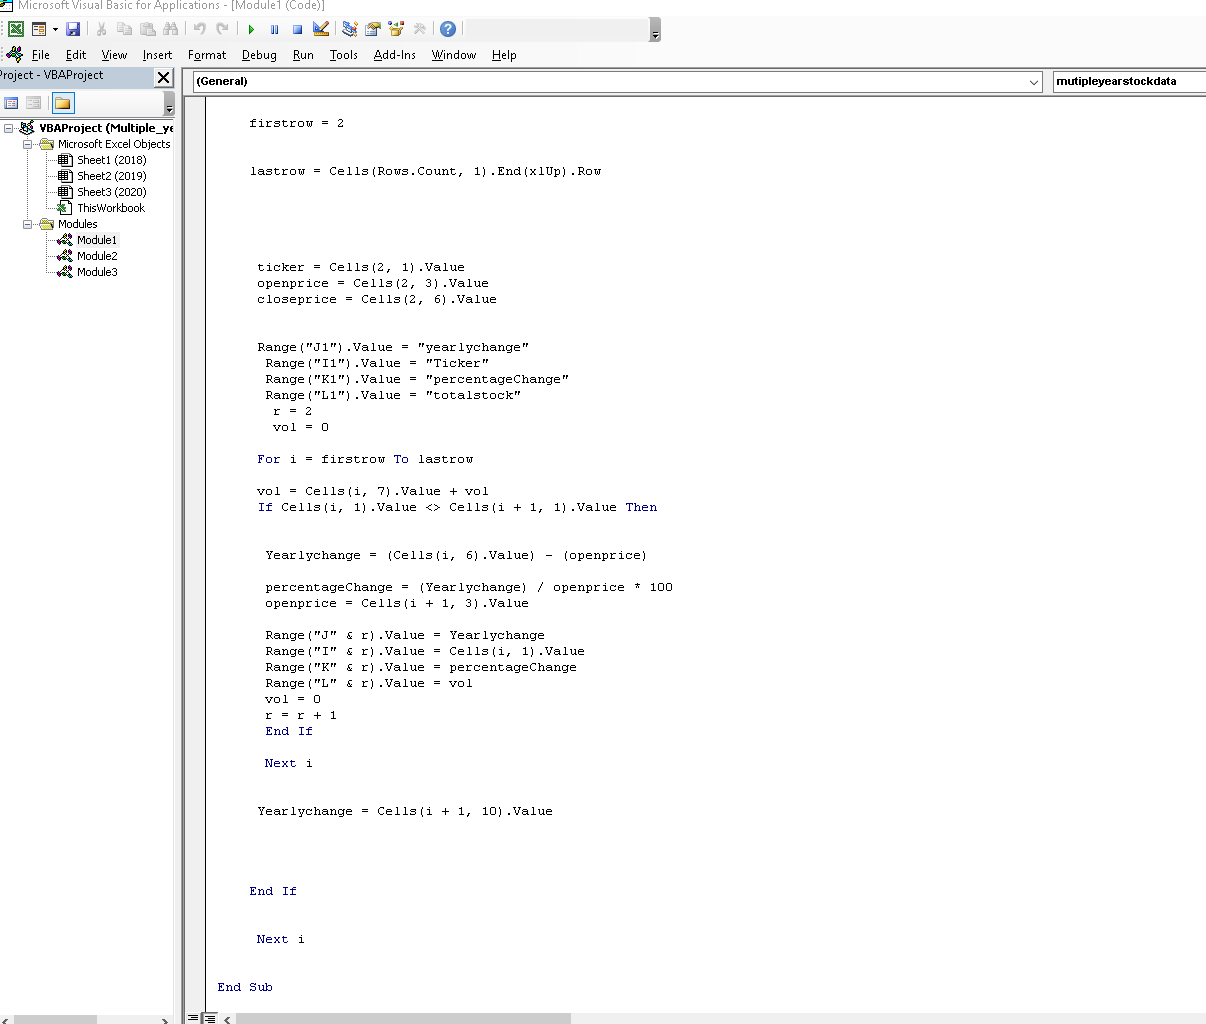 Microsoft Visual Basic for Applications - [Module1 (Code)]
File Edit View Insert Format Debug Run Tools Add-Ins Window Help
Project - VBAProject
(General)
mutipleyearstockdata
VBAProject (Multiple_ye
Microsoft Excel Objects
Sheet1 (2018)
Sheet2 (2019)
Sheet3 (2020)
ThisWorkbook
Modules
Module1
Module2
Module3
firstrow = 2
lastrow = Cells(Rows.Count, 1).End(xlUp).Row
ticker = Cells(2, 1).Value
openprice = Cells(2, 3).Value
closeprice = Cells(2, 6).Value
Range("J1").Value = "yearlychange"
Range("I1").Value = "Ticker"
Range("K1").Value = "percentageChange"
Range("L1").Value = "totalstock"
r = 2
vol = 0
For i = firstrow To lastrow
vol = Cells(i, 7).Value + vol
If Cells(i, 1).Value <> Cells(i + 1, 1).Value Then
Yearlychange = (Cells(i, 6).Value) - (openprice)
percentageChange = (Yearlychange) / openprice * 100
openprice = Cells(i + 1, 3).Value
Range("J" & r).Value = Yearlychange
Range("I" & r).Value = Cells(i, 1).Value
Range("K" & r).Value = percentageChange
Range("L" & r).Value = vol
vol = 0
r = r + 1
End If
Next i
Yearlychange = Cells(i + 1, 10).Value
End If
Next i
End Sub